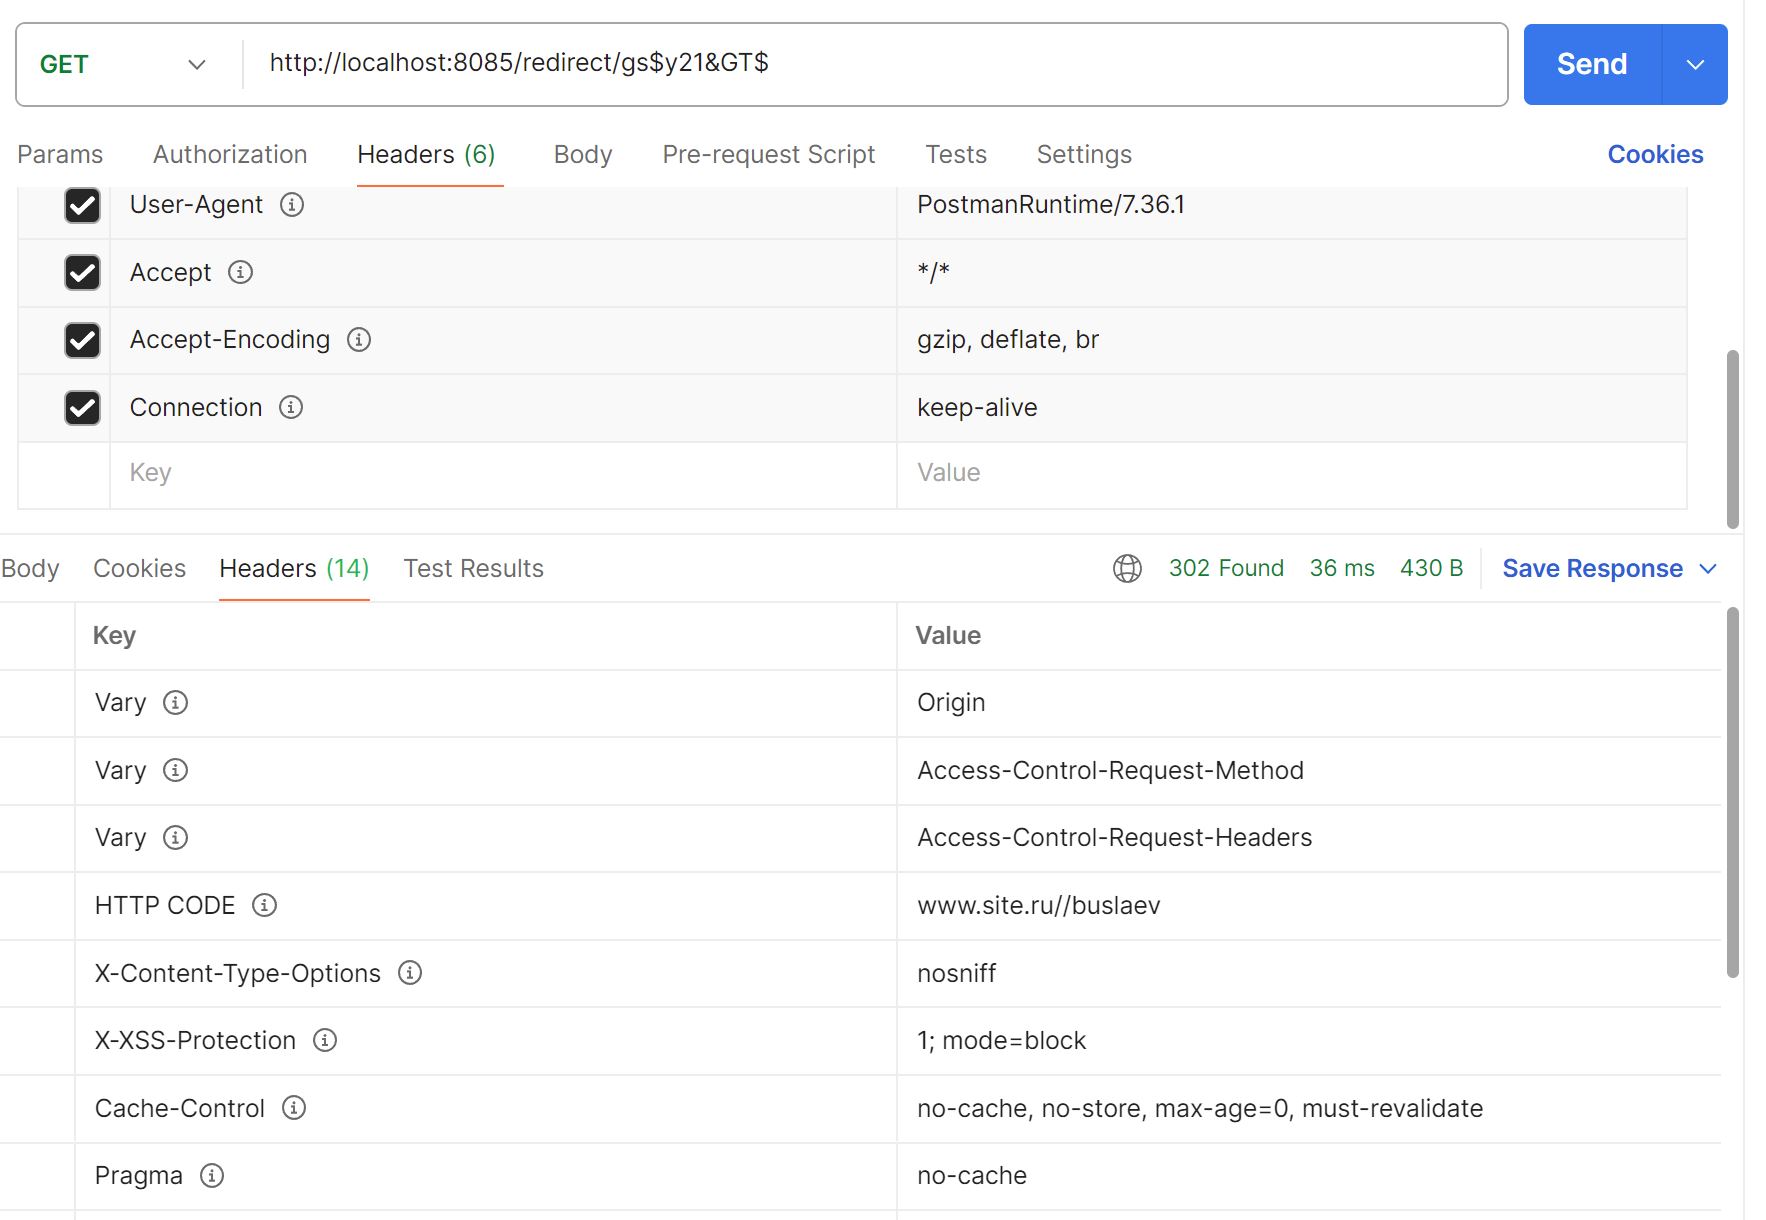 GET http://localhost:8085/redirect/gs$y21&GT$ Send
Params Authorization Headers (6) Body Pre-request Script Tests Settings Cookies
User-Agent PostmanRuntime/7.36.1
Accept */*
Accept-Encoding gzip, deflate, br
Connection keep-alive
Key Value
Body Cookies Headers (14) Test Results 302 Found 36 ms 430 B Save Response
Key Value
Vary Origin
Vary Access-Control-Request-Method
Vary Access-Control-Request-Headers
HTTP CODE www.site.ru//buslaev
X-Content-Type-Options nosniff
X-XSS-Protection 1; mode=block
Cache-Control no-cache, no-store, max-age=0, must-revalidate
Pragma no-cache